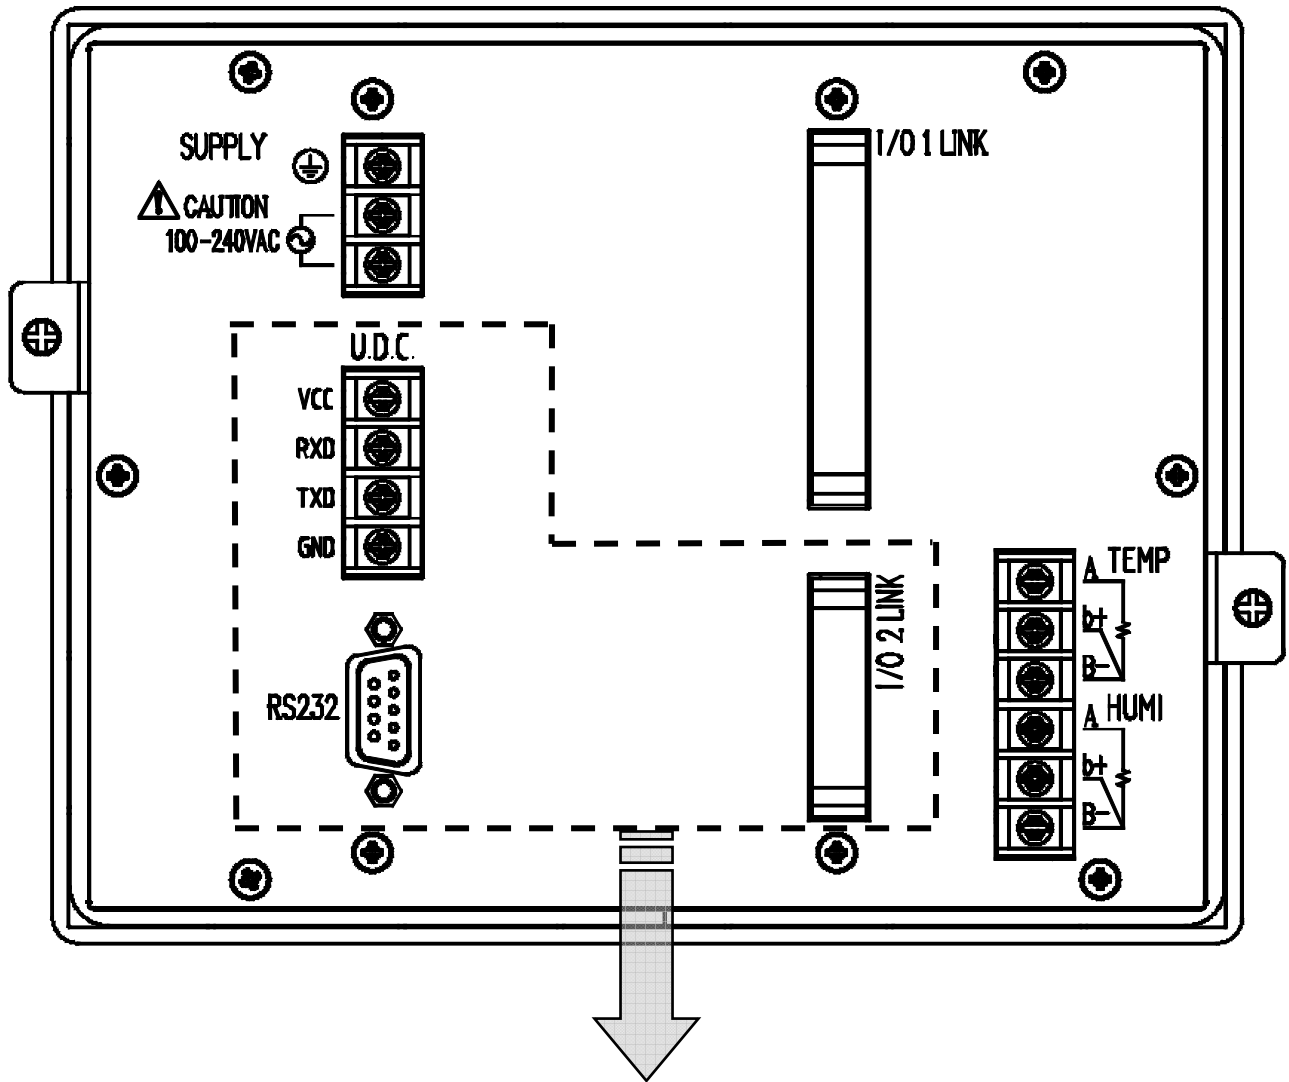 SUPPLY
CAUTION
100-240VAC
I/O 1 LINK
U.D.C.
VCC
RXD
TXD
GND
RS232
I/O 2 LINK
A TEMP
b+
B-
A HUMI
b+
B-